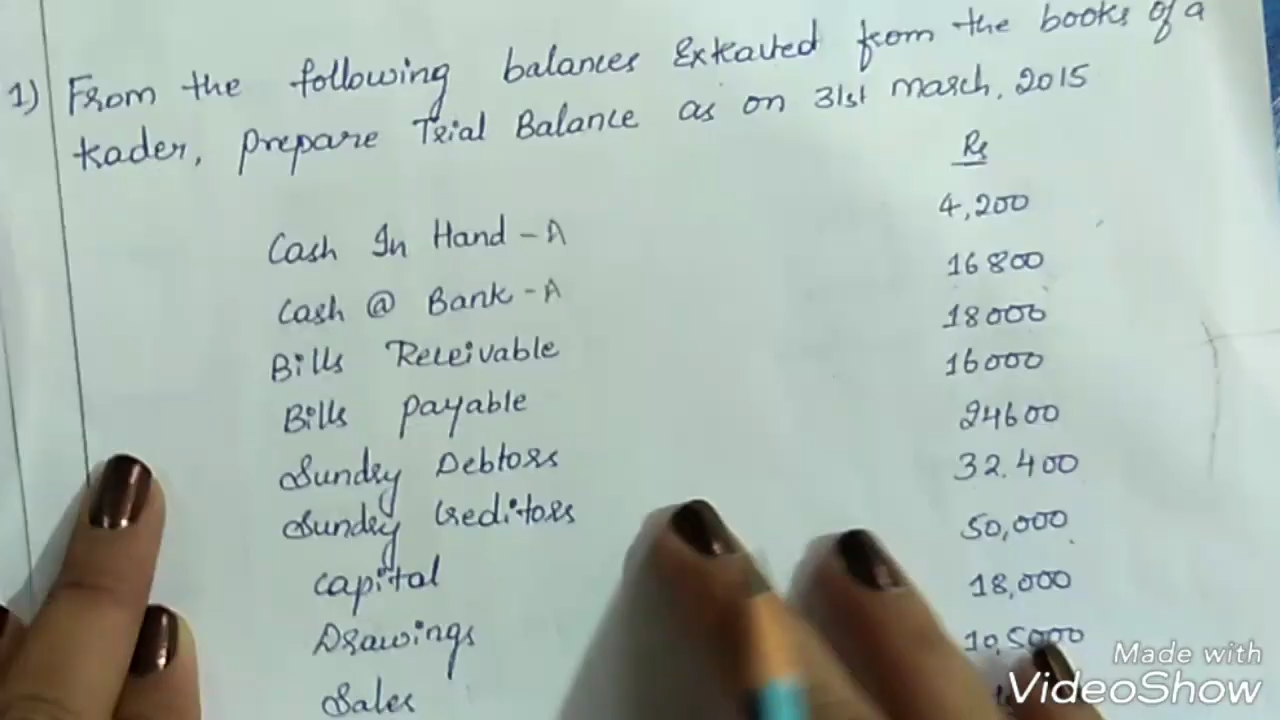 1) From the following balances Extracted from the books of a
trader, prepare Trial Balance as on 31st march, 2015
Rs
Cash In Hand - A 4,200
Cash @ Bank - A 16800
Bills Receivable 18000
Bills payable 16000
Sundry Debtors 24600
Sundry Creditors 32.400
capital 50,000
Drawings 18,000
Sales
Made with
VideoShow